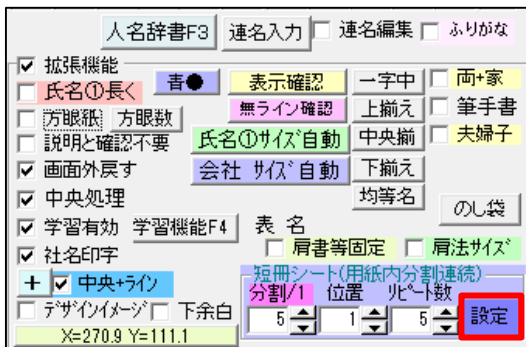 人名辞書F3 連名入力 連名編集 ふりがな
拡張機能
氏名①長く 青● 表示確認 一字中 両+家
方眼紙 方眼数 無ライン確認 上揃え 筆手書
説明と確認不要 氏名①サイズ自動 中央揃 夫婦子
画面外戻す 会社 サイズ自動 下揃え
中央処理 均等名 のし袋
学習有効 学習機能F4 表 名
社名印字 肩書等固定 肩法サイズ
+ 中央+ライン 短冊シート(用紙内分割連続)
分割/1 位置 リピート数
デザインイメージ 下余白 5 1 5 設定
X=270.9 Y=111.1